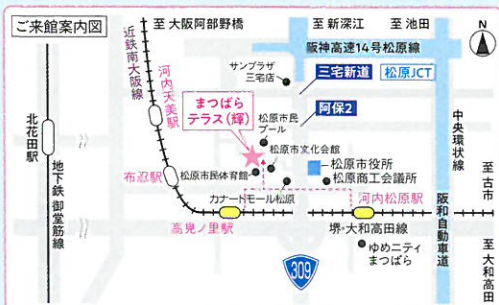 ご来館案内図
至 大阪阿部野橋
至 新深江
至 池田
N
阪神高速14号松原線
近鉄南大阪線
河内天美駅
サンプラザ
三宅店
三宅新道
松原JCT
阿保2
まつばら
テラス(輝)
松原市民
プール
松原市文化会館
松原市役所
松原商工会議所
松原市民体育館
カナートモール松原
北花田駅
地下鉄 御堂筋線
布忍駅
高見ノ里駅
河内松原駅
堺・大和高田線
ゆめニティ
まつばら
309
中央環状線
阪和自動車道
至 古市
至 大和高田